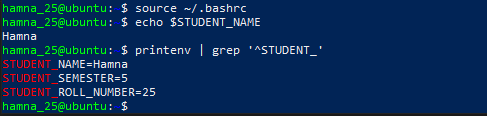 hamna_25@ubuntu: $ source ~/.bashrc
hamna_25@ubuntu: $ echo $STUDENT_NAME
Hamna
hamna_25@ubuntu: $ printenv | grep '^STUDENT_'
STUDENT_NAME=Hamna
STUDENT_SEMESTER=5
STUDENT_ROLL_NUMBER=25
hamna_25@ubuntu: $